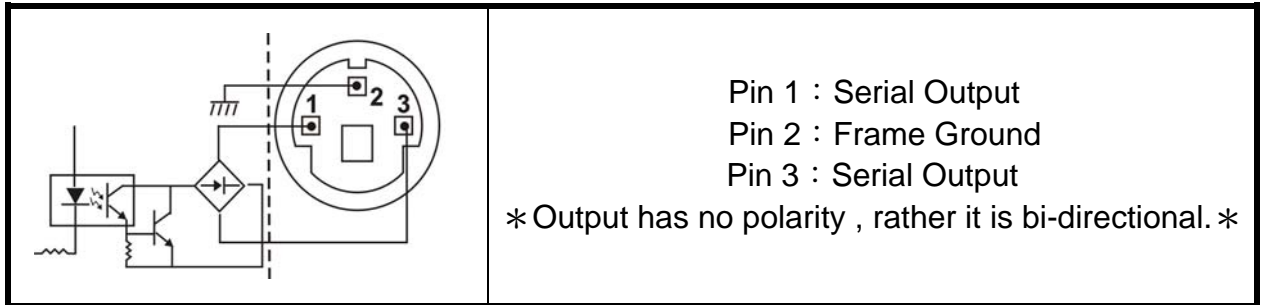 1
2
3
Pin 1：Serial Output
Pin 2：Frame Ground
Pin 3：Serial Output
＊Output has no polarity , rather it is bi-directional.＊